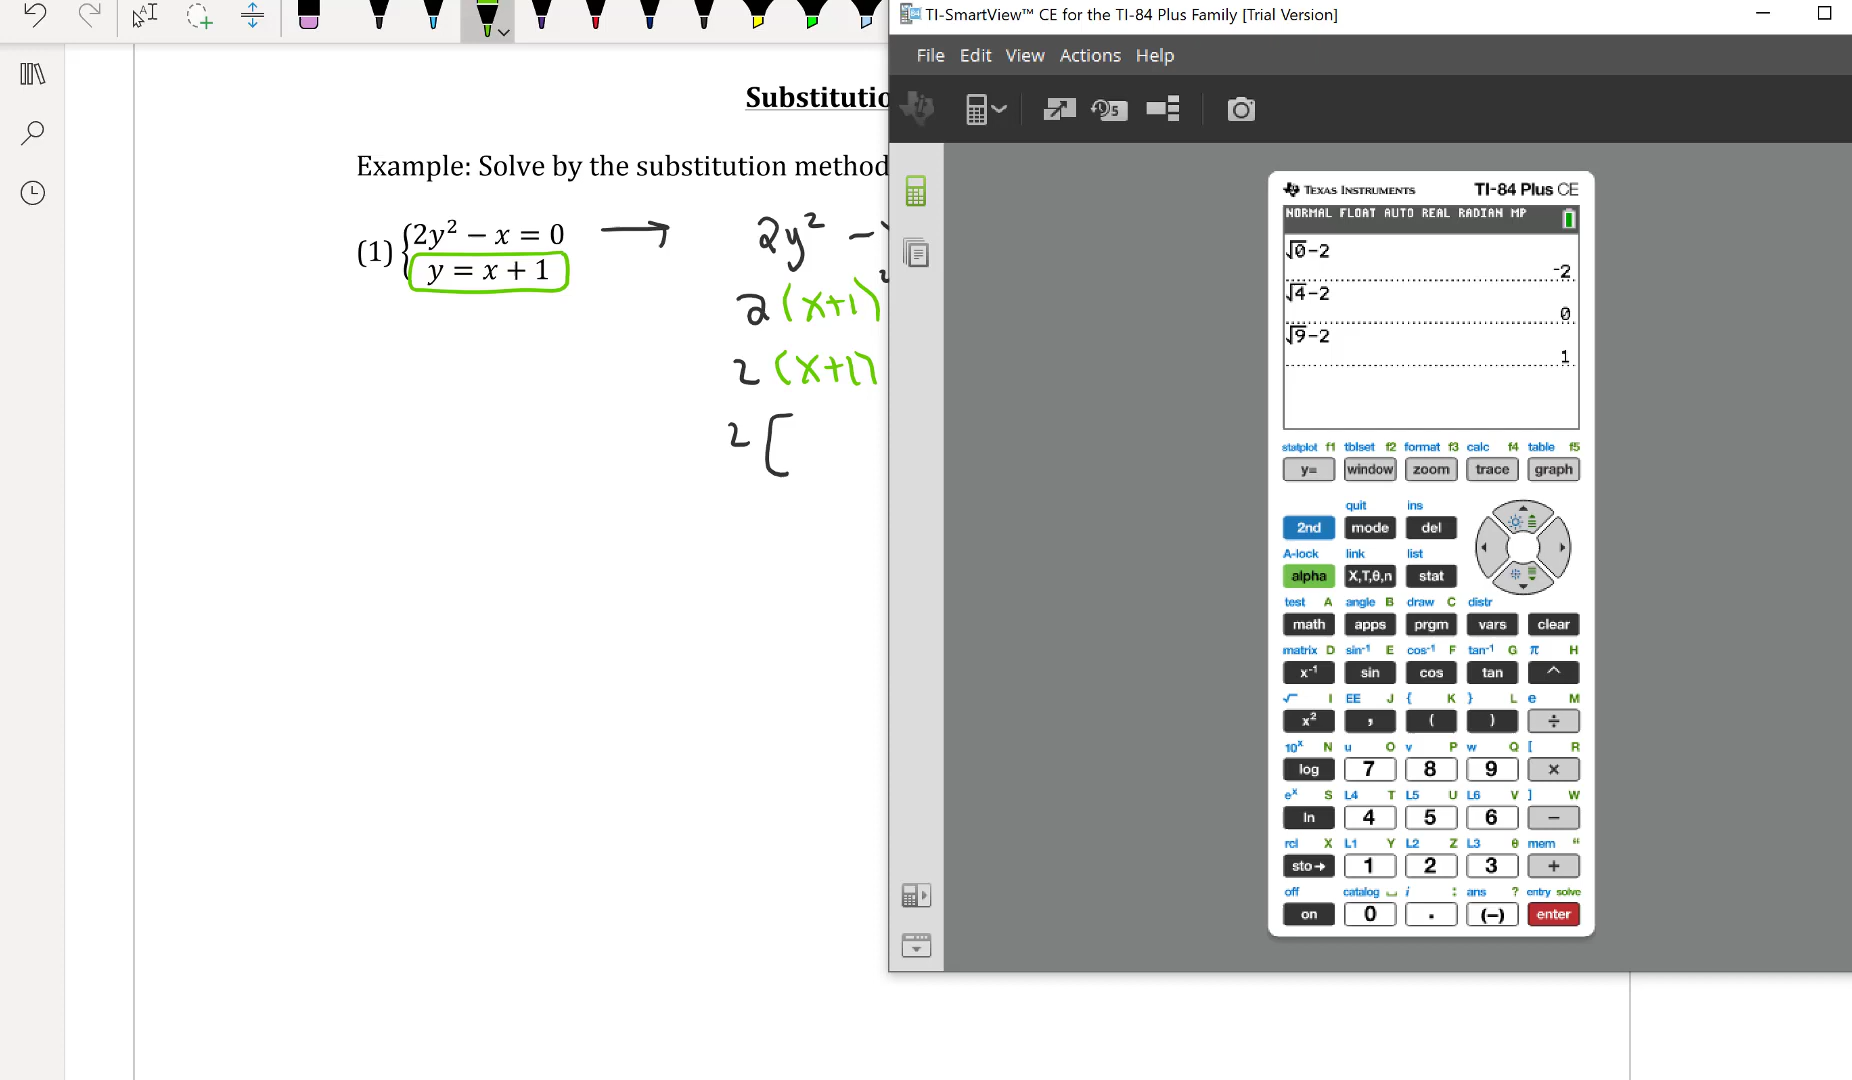 TI-SmartView™ CE for the TI-84 Plus Family [Trial Version]
File Edit View Actions Help
Substitutio
Example: Solve by the substitution method
(1) {2y² − x = 0
y = x + 1
→ 2y² −
2 (x+1)
2 (x+1)
2 [
TEXAS INSTRUMENTS TI-84 Plus CE
NORMAL FLOAT AUTO REAL RADIAN MP
√0-2
-2
√4-2
0
√9-2
1
statplot f1 tblset f2 format f3 calc f4 table f5
y= window zoom trace graph
quit ins
2nd mode del
A-lock link list
alpha X,T,θ,n stat
test A angle B draw C distr
math apps prgm vars clear
matrix D sin⁻¹ E cos⁻¹ F tan⁻¹ G π H
x⁻¹ sin cos tan ^
√ I EE J { K } L e M
x² , ( ) ÷
10ˣ N u O v P w Q [ R
log 7 8 9 ×
eˣ S L4 T L5 U L6 V ] W
ln 4 5 6 −
rcl X L1 Y L2 Z L3 θ mem "
sto→ 1 2 3 +
off catalog ⎵ i : ans ? entry solve
on 0 . (−) enter